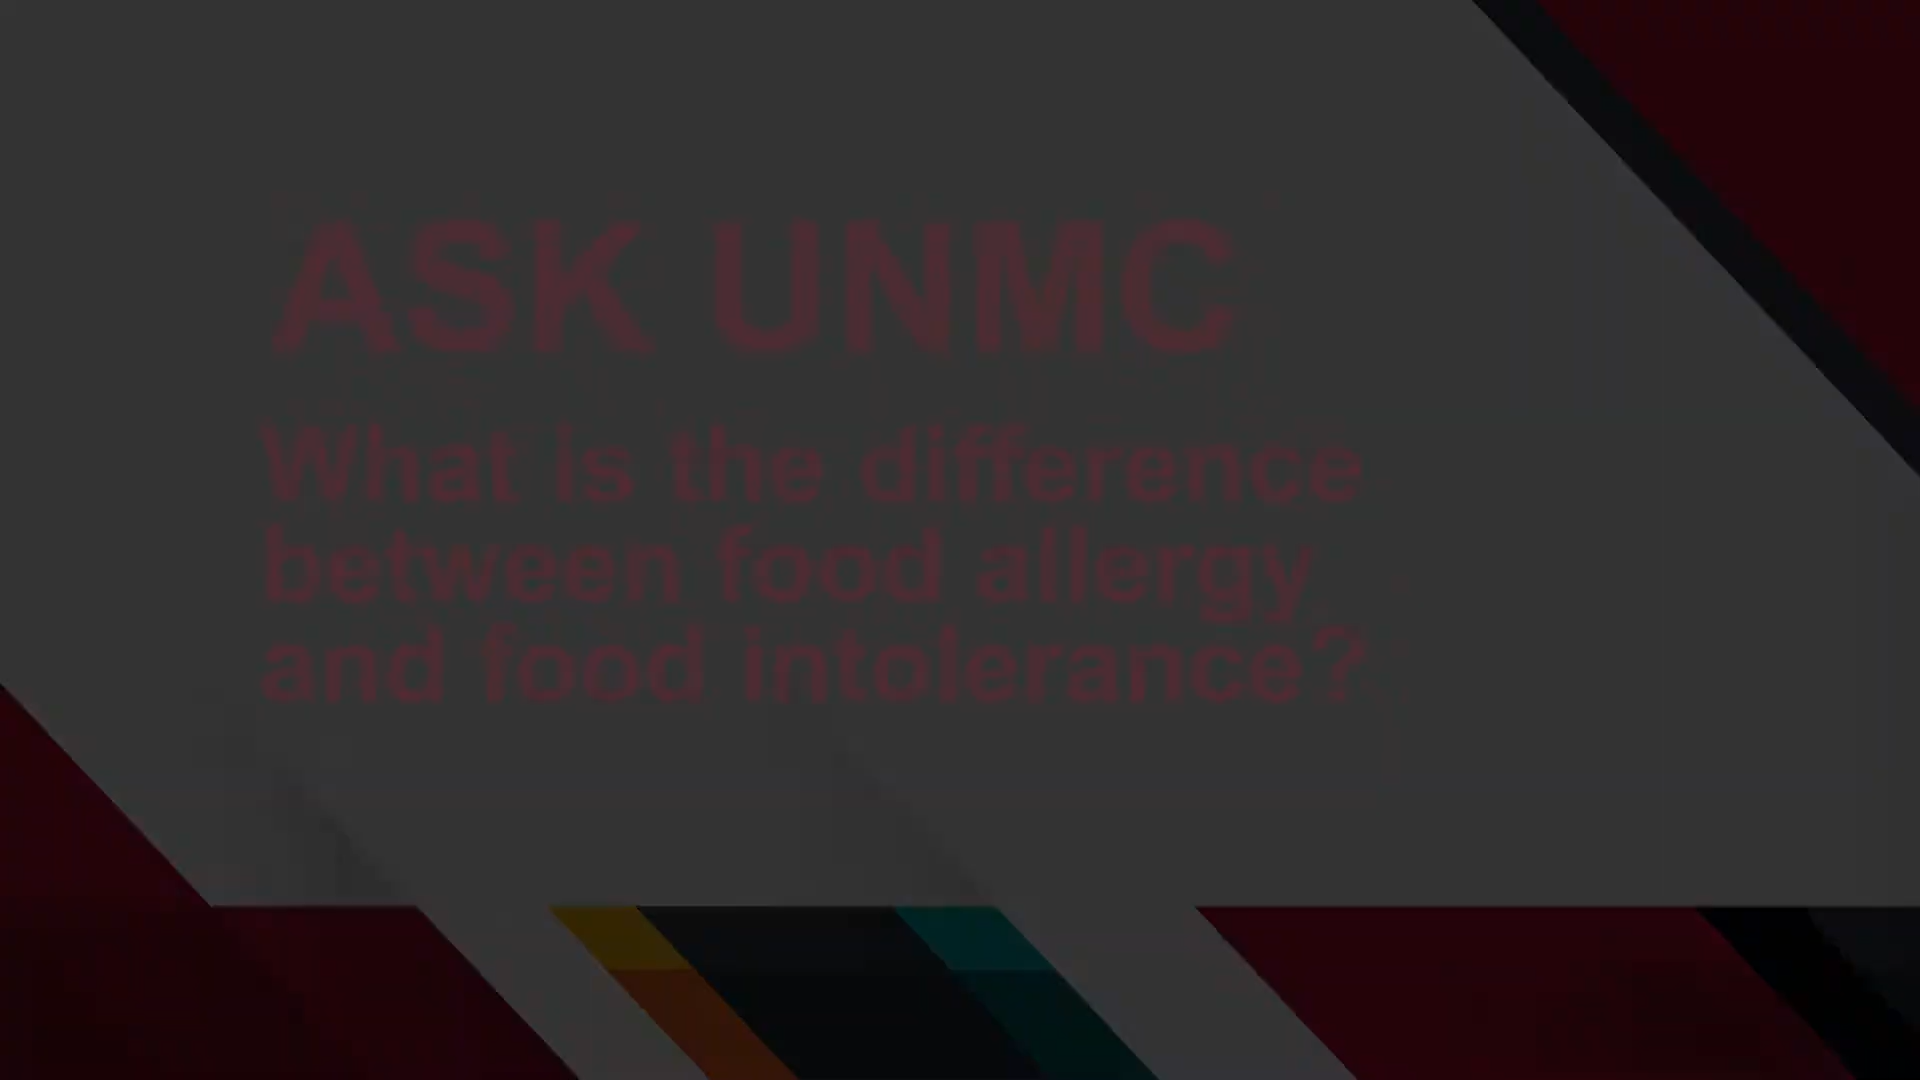 ASK UNMC
What is the difference
between food allergy
and food intolerance?